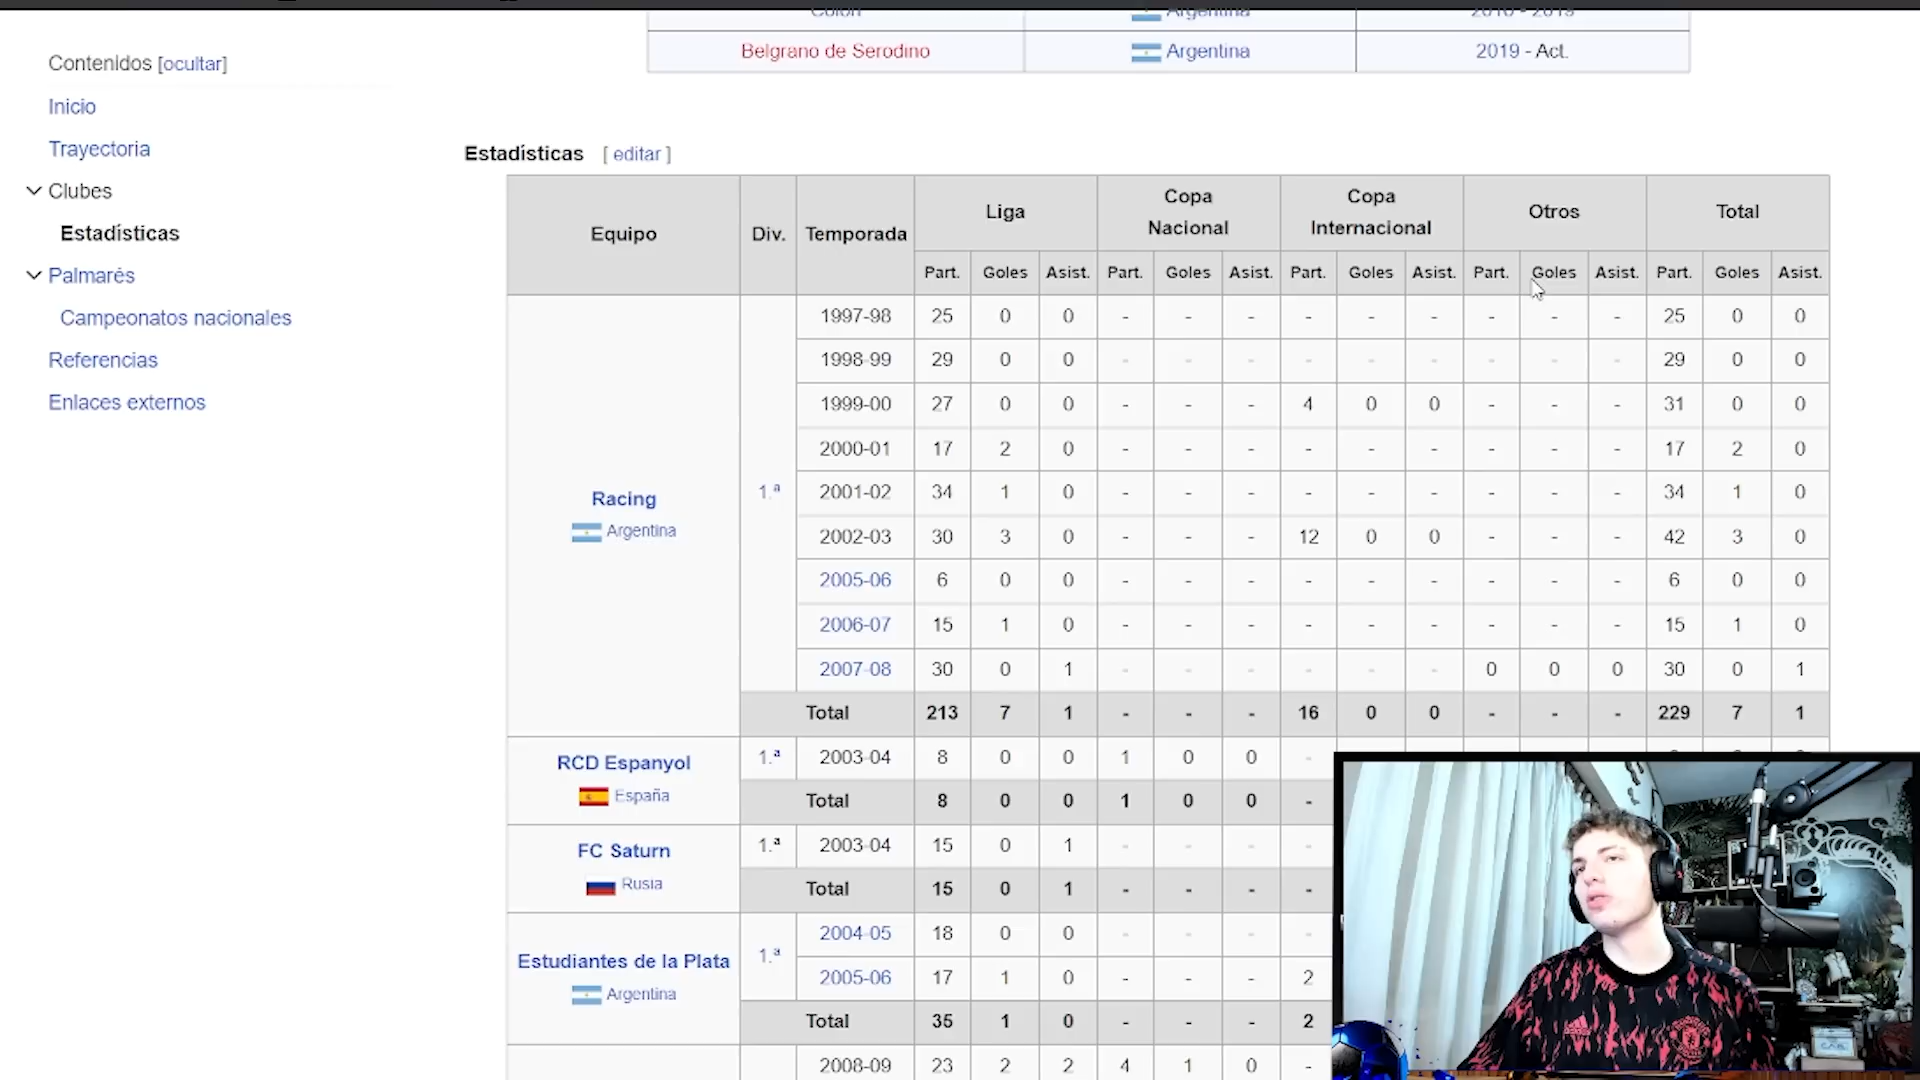 Colón Argentina 2016 - 2019
Belgrano de Serodino Argentina 2019 - Act.
Contenidos [ocultar]
Inicio
Trayectoria
Clubes
Estadísticas
Palmarés
Campeonatos nacionales
Referencias
Enlaces externos
Estadísticas [ editar ]
Equipo Div. Temporada Liga Copa Nacional Copa Internacional Otros Total
Part. Goles Asist. Part. Goles Asist. Part. Goles Asist. Part. Goles Asist. Part. Goles Asist.
Racing
Argentina
1.ª
1997-98 25 0 0 - - - - - - - - - 25 0 0
1998-99 29 0 0 - - - - - - - - - 29 0 0
1999-00 27 0 0 - - - 4 0 0 - - - 31 0 0
2000-01 17 2 0 - - - - - - - - - 17 2 0
2001-02 34 1 0 - - - - - - - - - 34 1 0
2002-03 30 3 0 - - - 12 0 0 - - - 42 3 0
2005-06 6 0 0 - - - - - - - - - 6 0 0
2006-07 15 1 0 - - - - - - - - - 15 1 0
2007-08 30 0 1 - - - - - - 0 0 0 30 0 1
Total 213 7 1 - - - 16 0 0 - - - 229 7 1
RCD Espanyol
España
1.ª 2003-04 8 0 0 1 0 0 -
Total 8 0 0 1 0 0 -
FC Saturn
Rusia
1.ª 2003-04 15 0 1 - - - -
Total 15 0 1 - - - -
Estudiantes de la Plata
Argentina
1.ª
2004-05 18 0 0 - - - -
2005-06 17 1 0 - - - 2
Total 35 1 0 - - - 2
2008-09 23 2 2 4 1 0 -